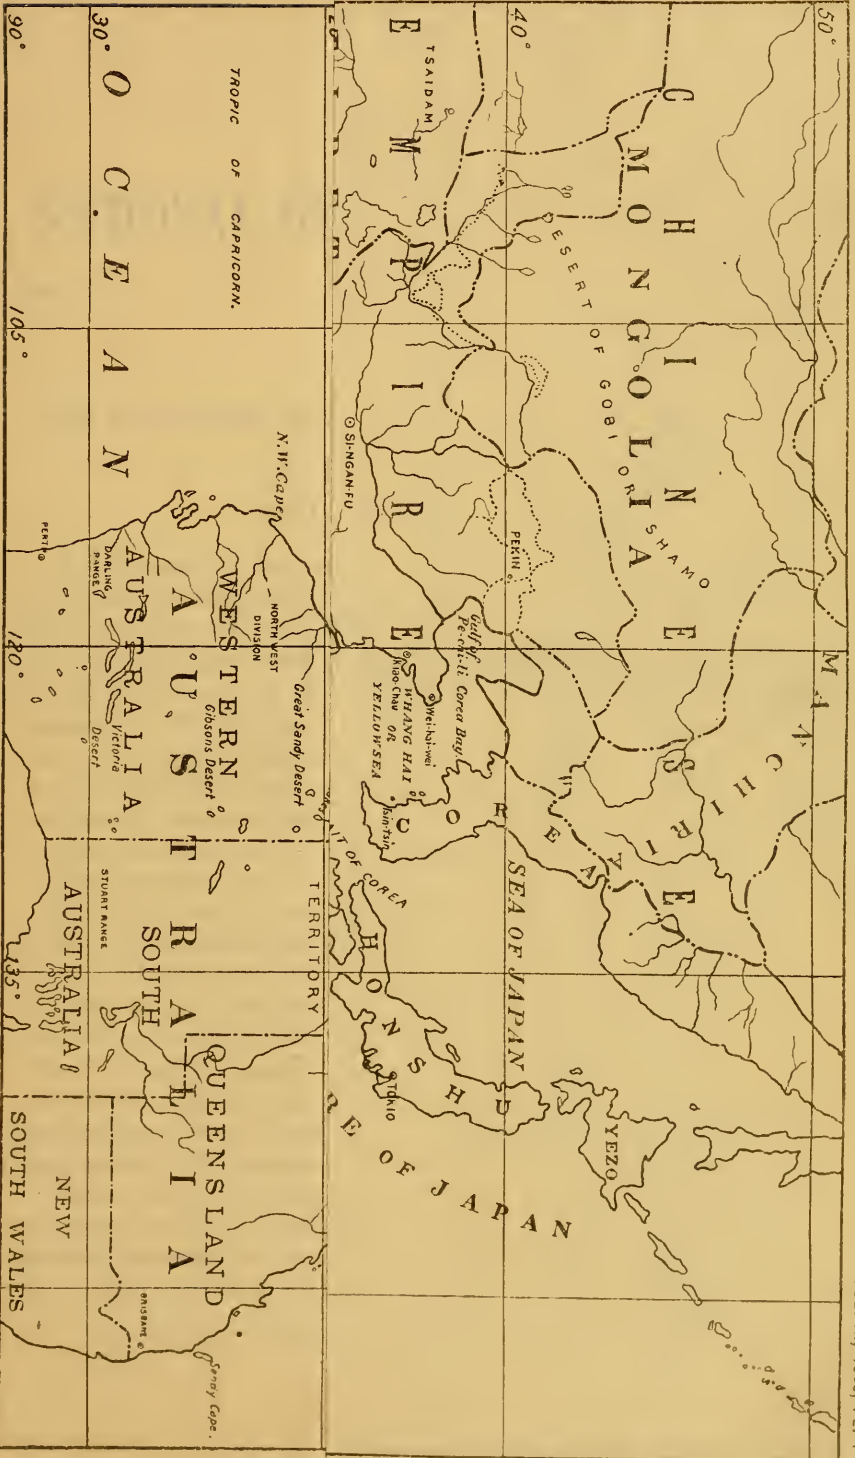 50°
40°
CHINESE
MONGOLIA
DESERT OF GOBI OR SHAMO
TSAIDAM
EMPIRE
PEKIN
SI-NGAN-FU
Gulf of
Pe-chi-li
Corea Bay
Wei-hai-wei
Kiao-Chau
WHANG HAI
OR
YELLOW SEA
Tsin-tsin
COREA
SEA OF JAPAN
OF COREA
HONSHU
TOKIO
YEZO
RE OF JAPAN
TROPIC OF CAPRICORN.
N.W. Cape
NORTH WEST
DIVISION
Great Sandy Desert
TERRITORY
WESTERN
AUSTRALIA
Gibsons Desert
Victoria
Desert
AUSTRALIA
QUEENSLAND
SOUTH
AUSTRALIA
STUART RANGE
DARLING
RANGE
PERTH
OCEAN
30°
NEW
SOUTH WALES
BRISBANE
Sandy Cape.
90°
105°
120°
135°